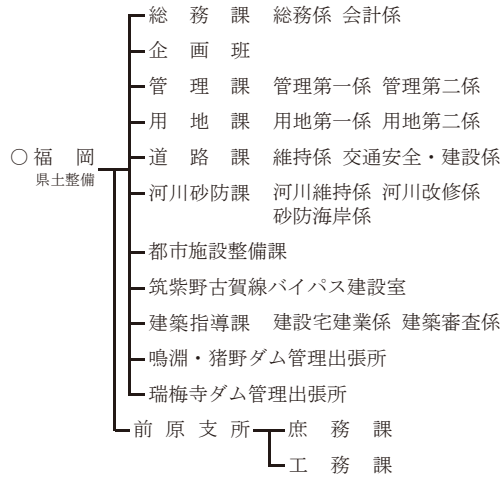 総務課 総務係 会計係
企画班
管理課 管理第一係 管理第二係
用地課 用地第一係 用地第二係
○福岡
県土整備
道路課 維持係 交通安全・建設係
河川砂防課 河川維持係 河川改修係
砂防海岸係
都市施設整備課
筑紫野古賀線バイパス建設室
建築指導課 建設宅建業係 建築審査係
鳴淵・猪野ダム管理出張所
瑞梅寺ダム管理出張所
前原支所 庶務課
工務課